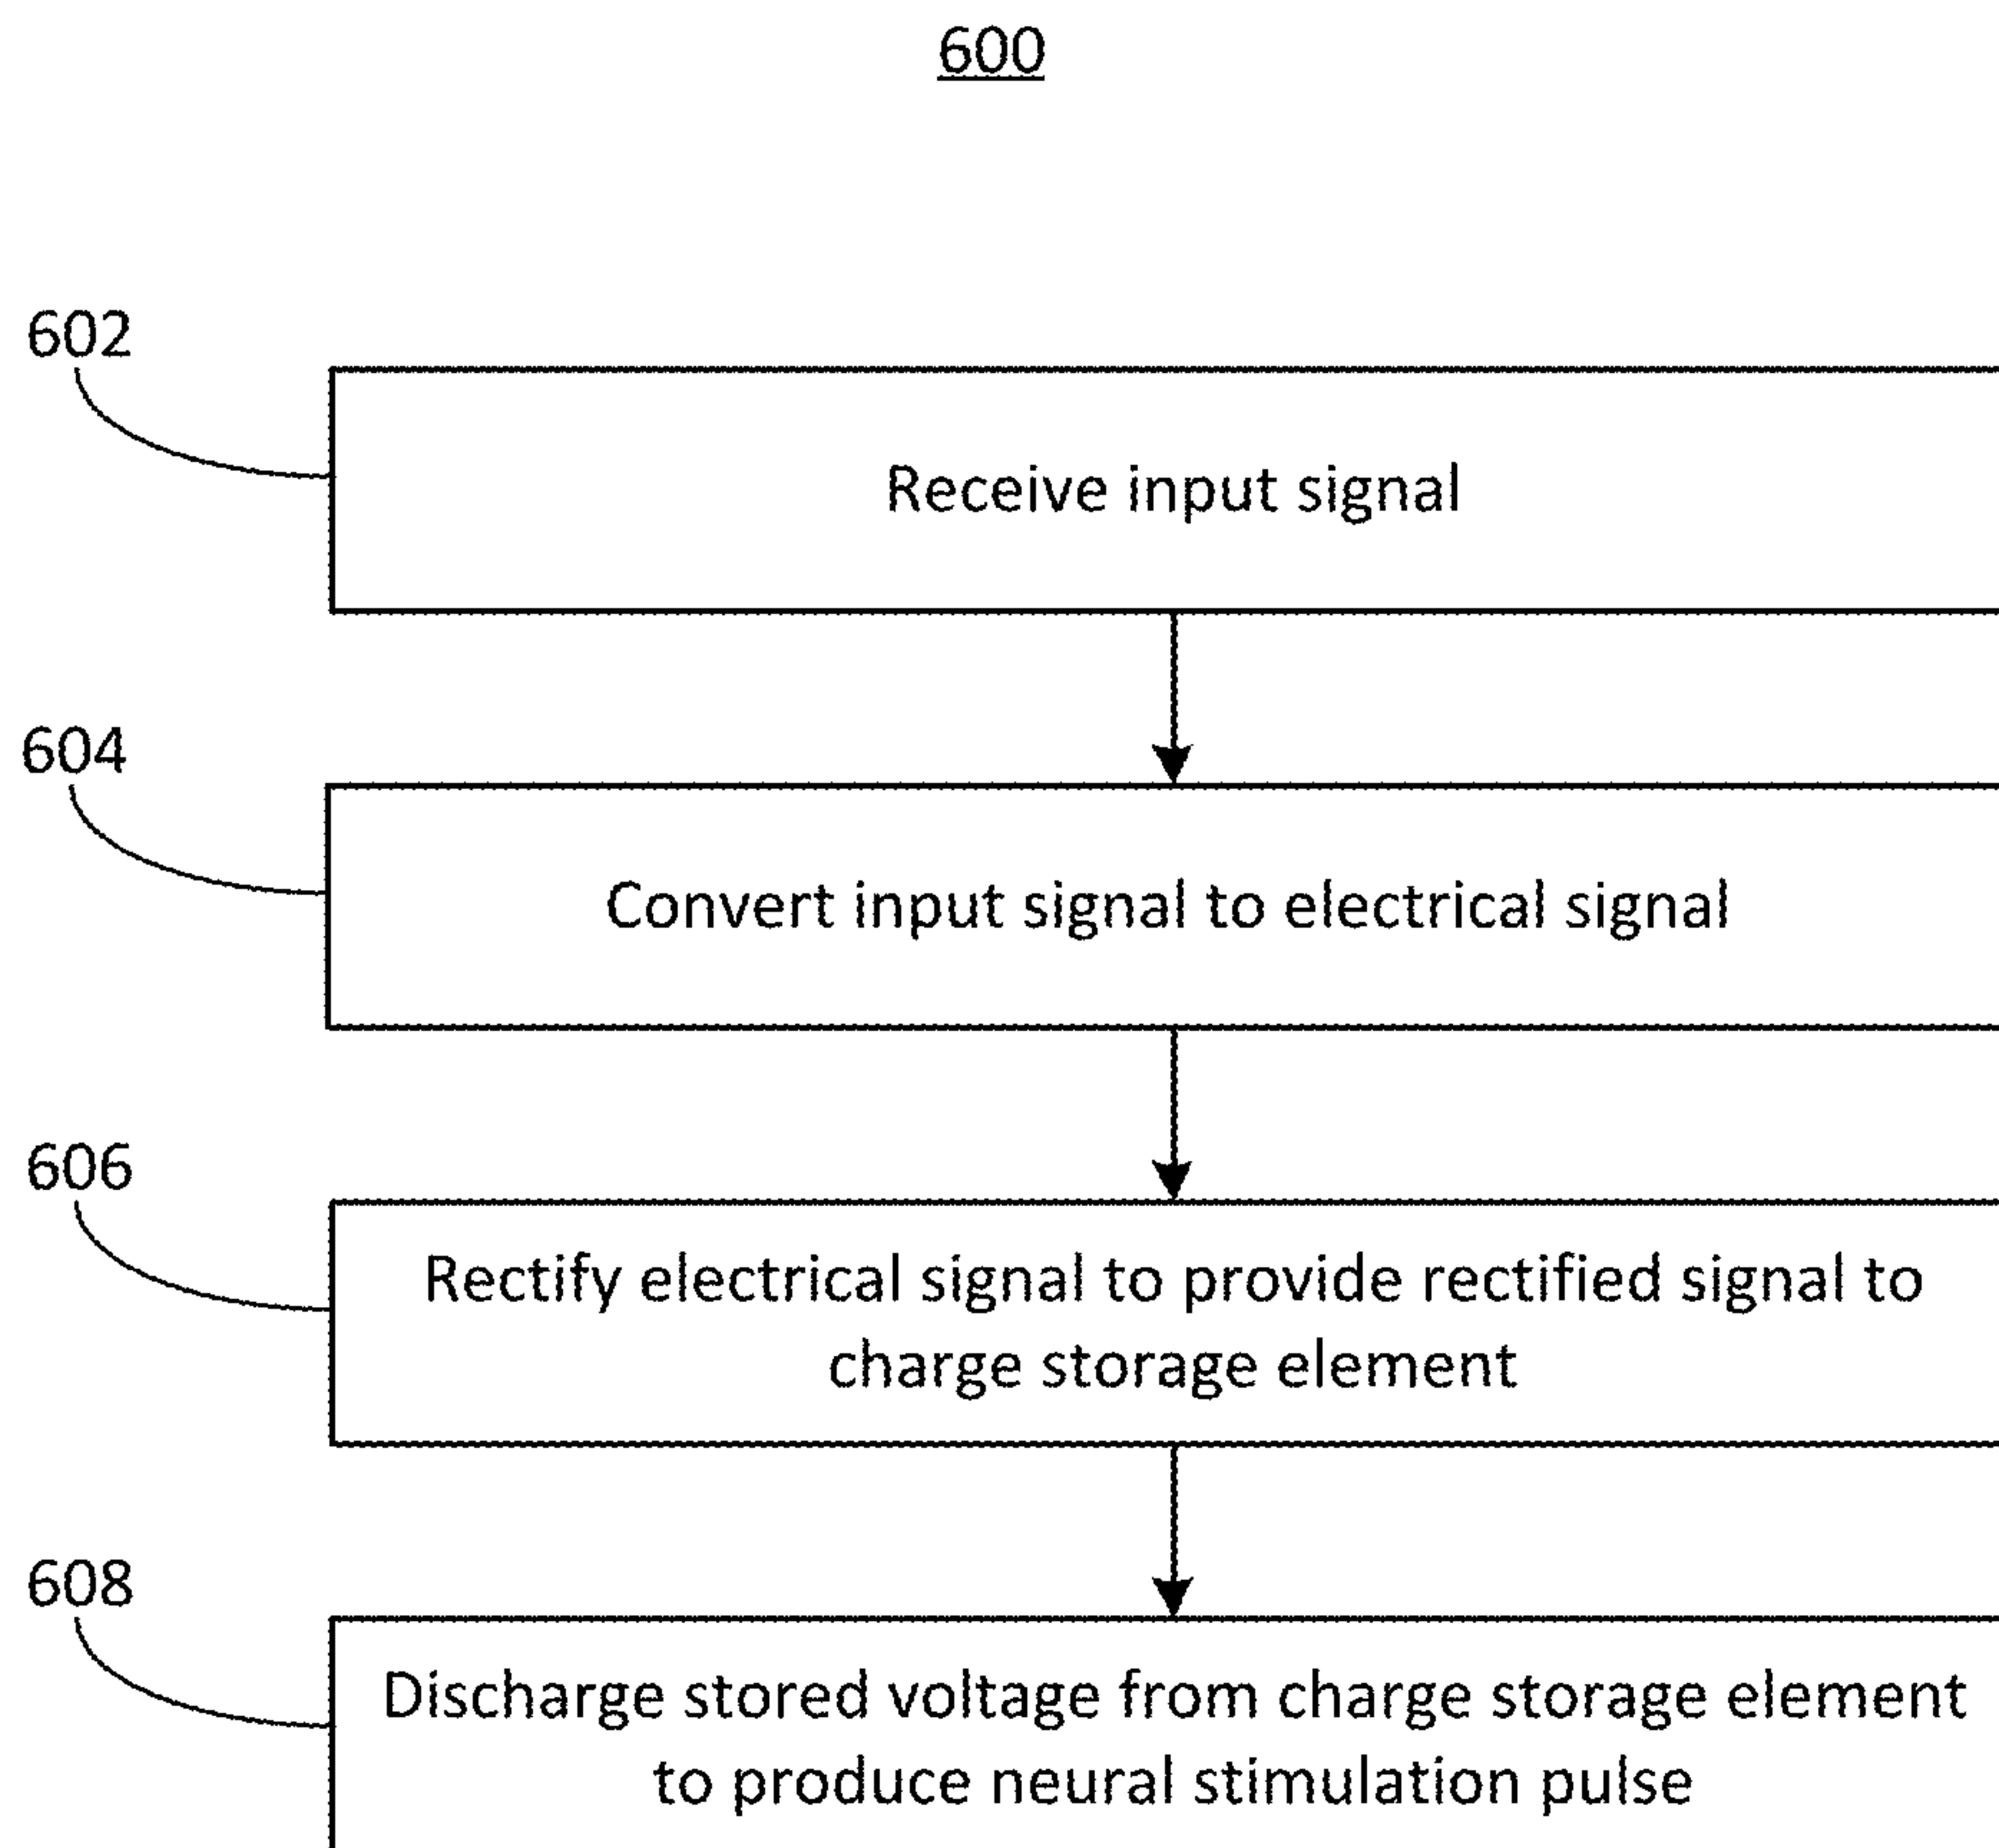 600
602
Receive input signal
604
Convert input signal to electrical signal
606
Rectify electrical signal to provide rectified signal to
charge storage element
608
Discharge stored voltage from charge storage element
to produce neural stimulation pulse